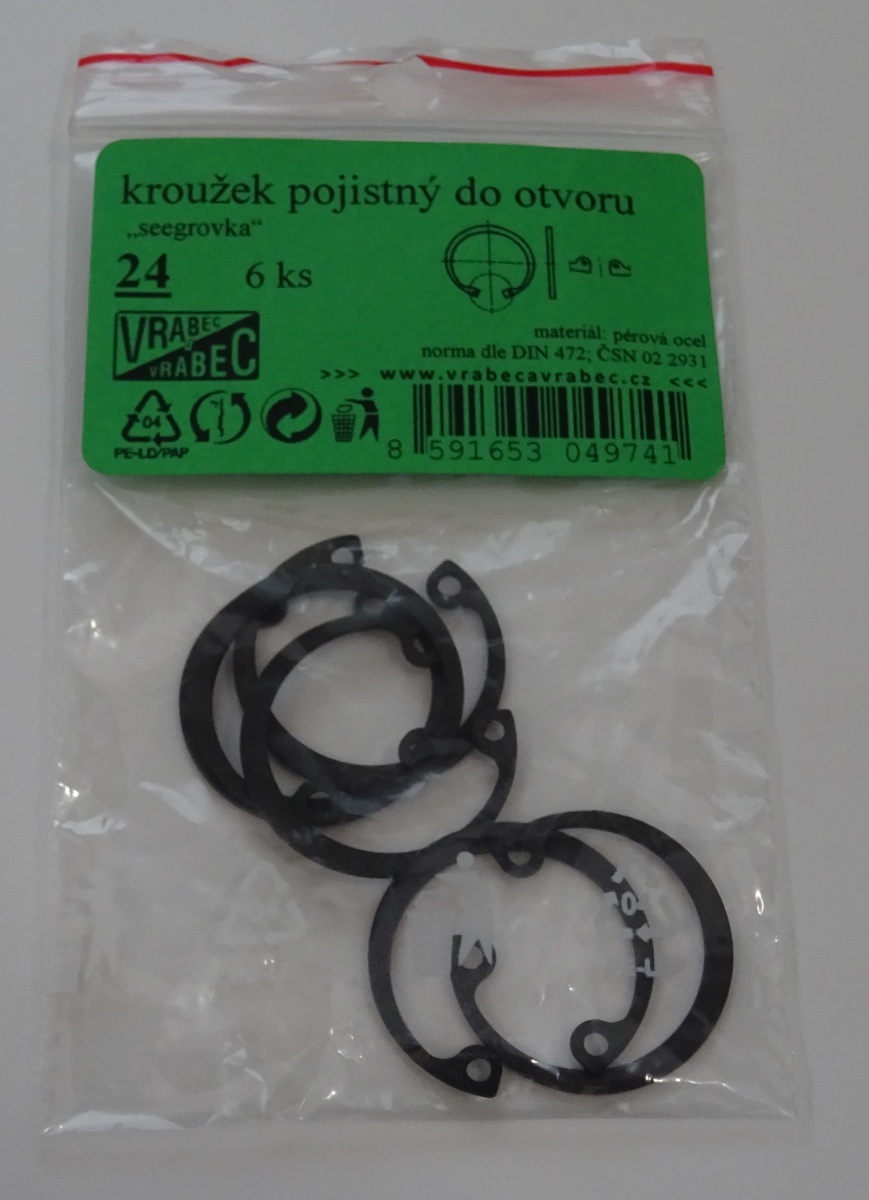 kroužek pojistný do otvoru
„seegrovka“
24 6 ks
VRABEC
a
VRABEC
materiál: pérová ocel
norma dle DIN 472; ČSN 02 2931
>>> www.vrabecavrabec.cz <<<
04
PE-LD/PAP
8 591653 049741